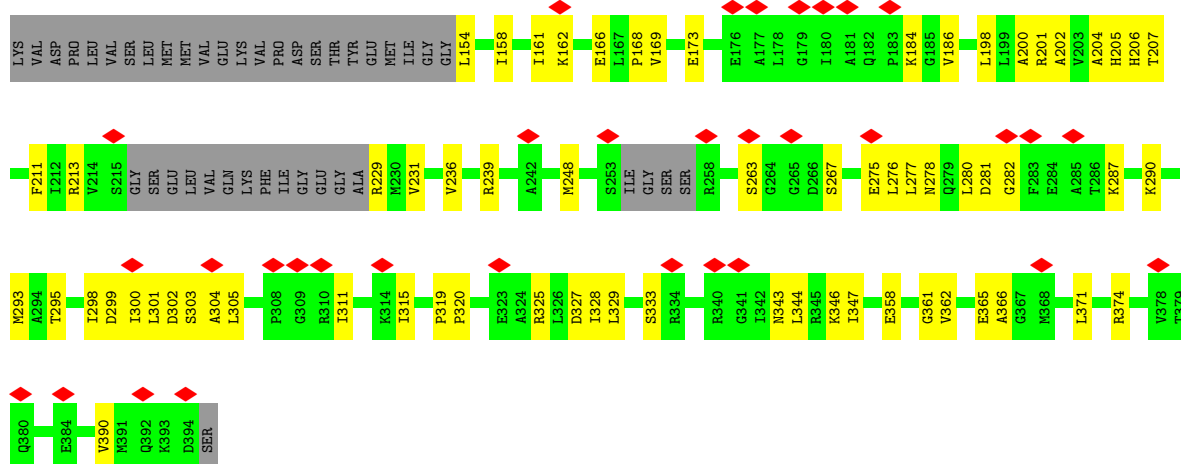 LYS VAL ASP PRO LEU VAL SER LEU MET MET VAL GLU LYS VAL PRO ASP SER THR TYR GLU MET ILE GLY GLY L154 I158 I161 K162 E166 L167 P168 V169 E173 E176 A177 L178 G179 I180 A181 Q182 P183 K184 G185 V186 L198 L199 A200 R201 A202 V203 A204 H205 H206 T207
F211 I212 R213 V214 S215 GLY SER GLU LEU VAL GLN LYS PHE ILE GLY GLU GLY ALA R229 M230 V231 V236 R239 A242 M248 S253 ILE GLY SER SER R258 S263 G264 G265 D266 S267 E275 L276 L277 N278 Q279 L280 D281 G282 F283 E284 A285 T286 K287 K290
M293 A294 T295 I298 D299 I300 L301 D302 S303 A304 L305 P308 G309 R310 I311 K314 I315 P319 P320 E323 A324 R325 L326 D327 I328 L329 S333 R334 R340 G341 I342 N343 L344 R345 K346 I347 E358 G361 V362 E365 A366 G367 M368 L371 R374 V378 T379
Q380 E384 V390 M391 Q392 K393 D394 SER